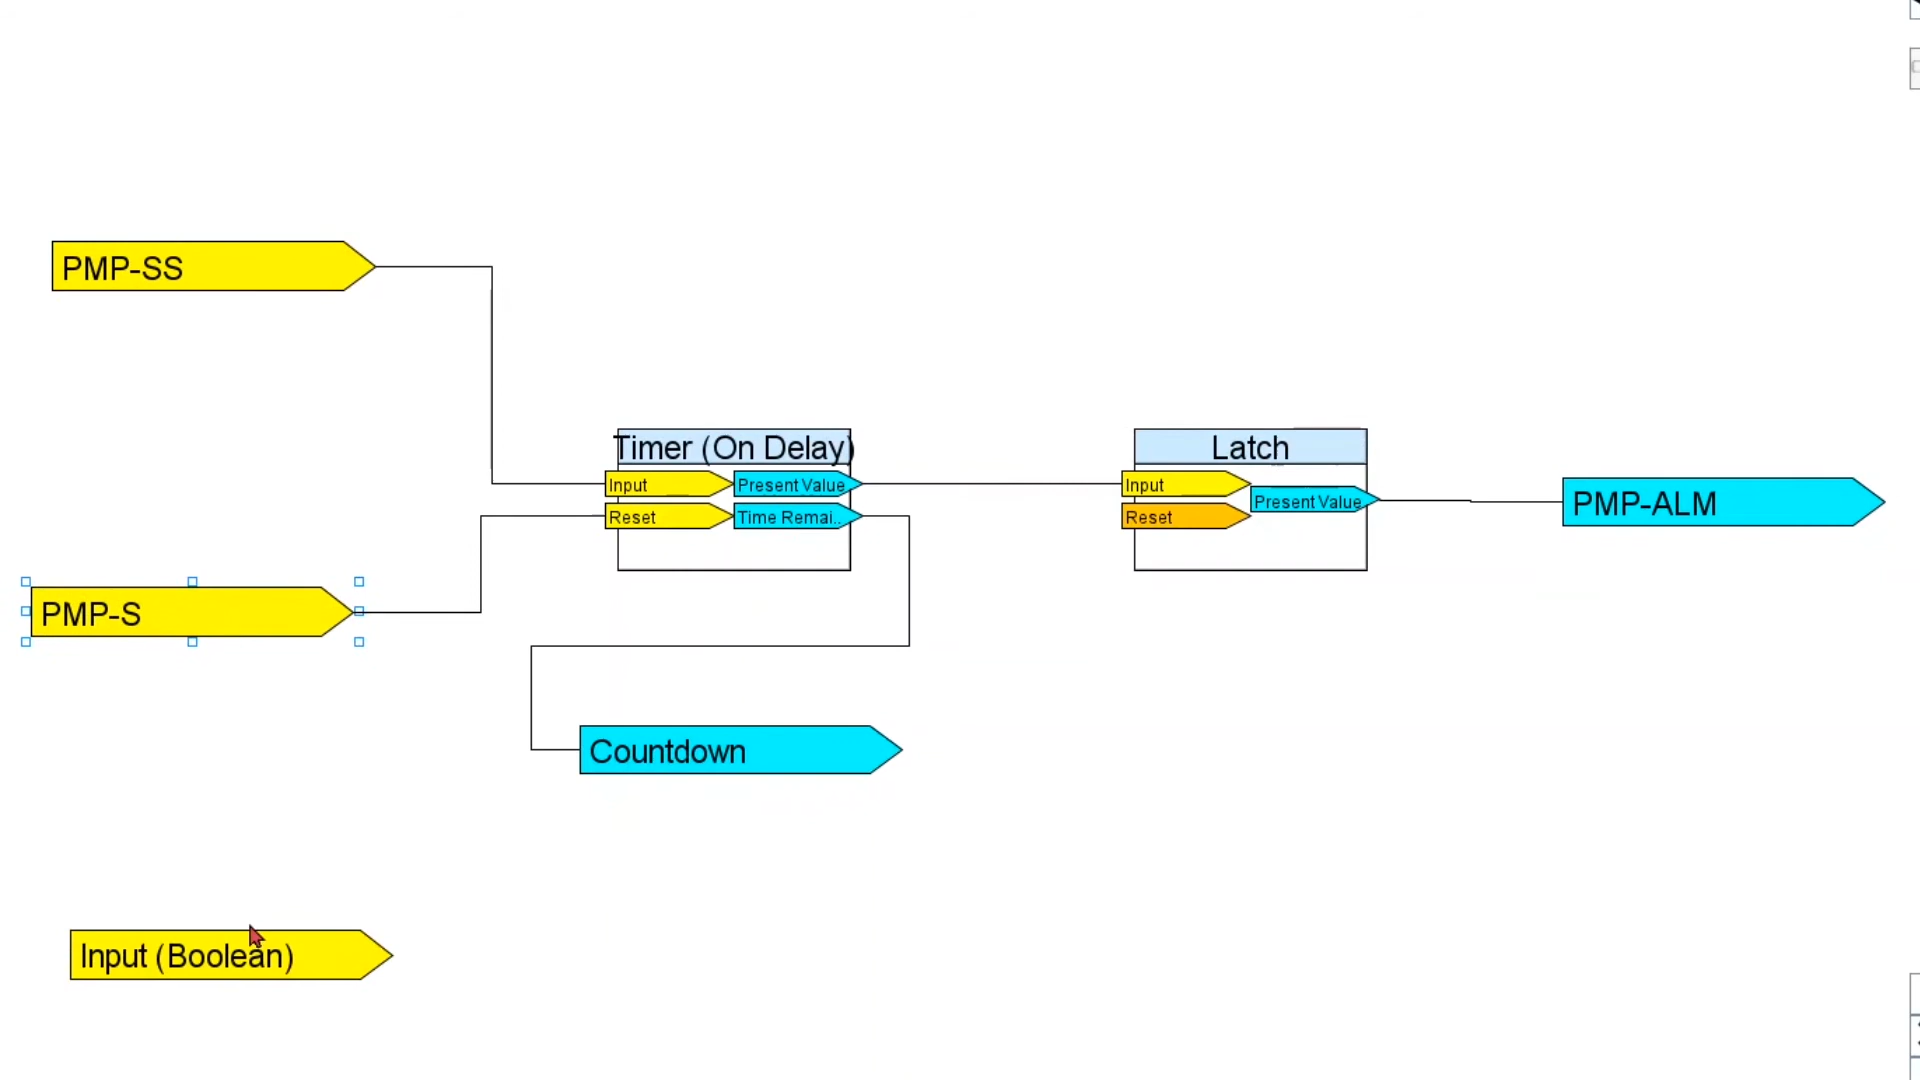 PMP-SS
Timer (On Delay)
Input
Present Value
Reset
Time Remai..
Latch
Input
Reset
Present Value
PMP-ALM
PMP-S
Countdown
Input (Boolean)